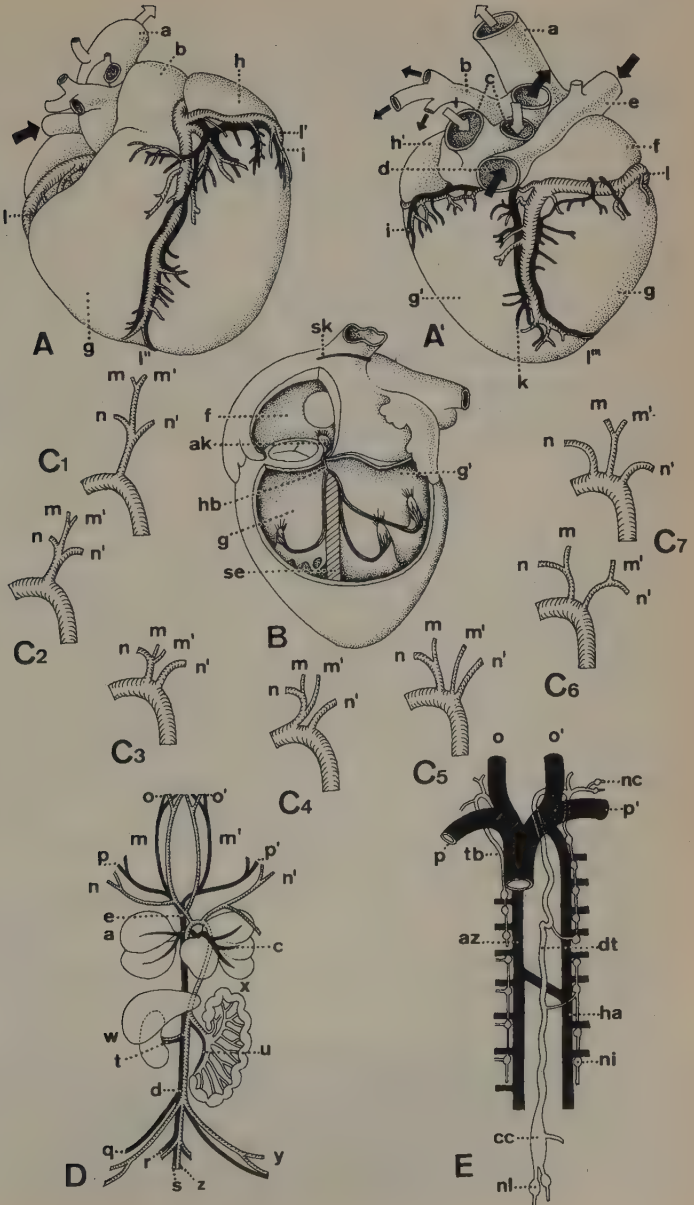 a
b
h
l'
i
l
g
l"
A
a
b
c
e
h'
f
d
l
i
g'
g
k
l'"
A'
sk
f
ak
g'
hb
g
se
B
m m'
n n'
C1
m m'
n n'
C2
m
n m' n'
C3
m m'
n n'
C4
m m'
n n'
C5
m m'
n n'
C6
m m'
n n'
C7
o o'
m m'
p p'
n n'
e
a c
x
w
t u
d
q y
r
s z
D
o o'
nc
p'
p tb
az dt
ha
ni
cc
nl
E